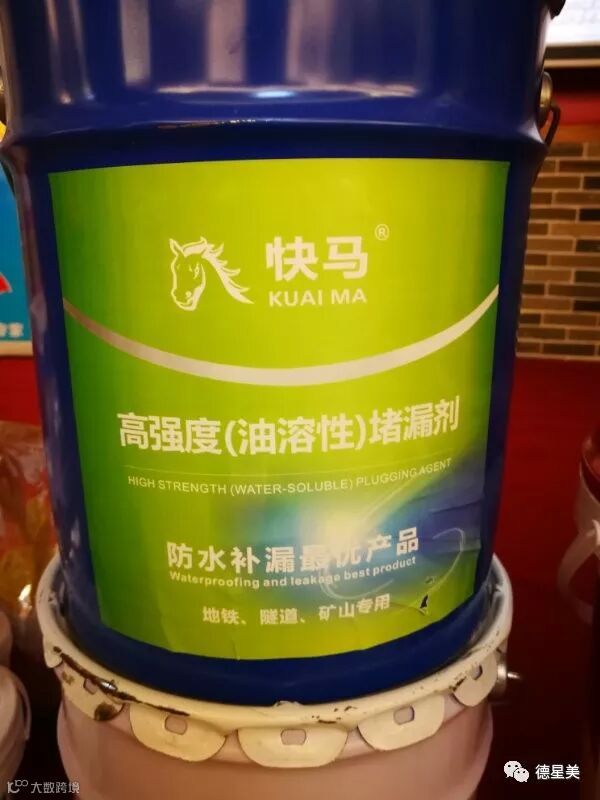 快马®
KUAI MA
高强度(油溶性)堵漏剂
HIGH STRENGTH (WATER-SOLUBLE) PLUGGING AGENT
防水补漏最优产品
Waterproofing and leakage best product
地铁、隧道、矿山专用
专家
德星美
大数跨境